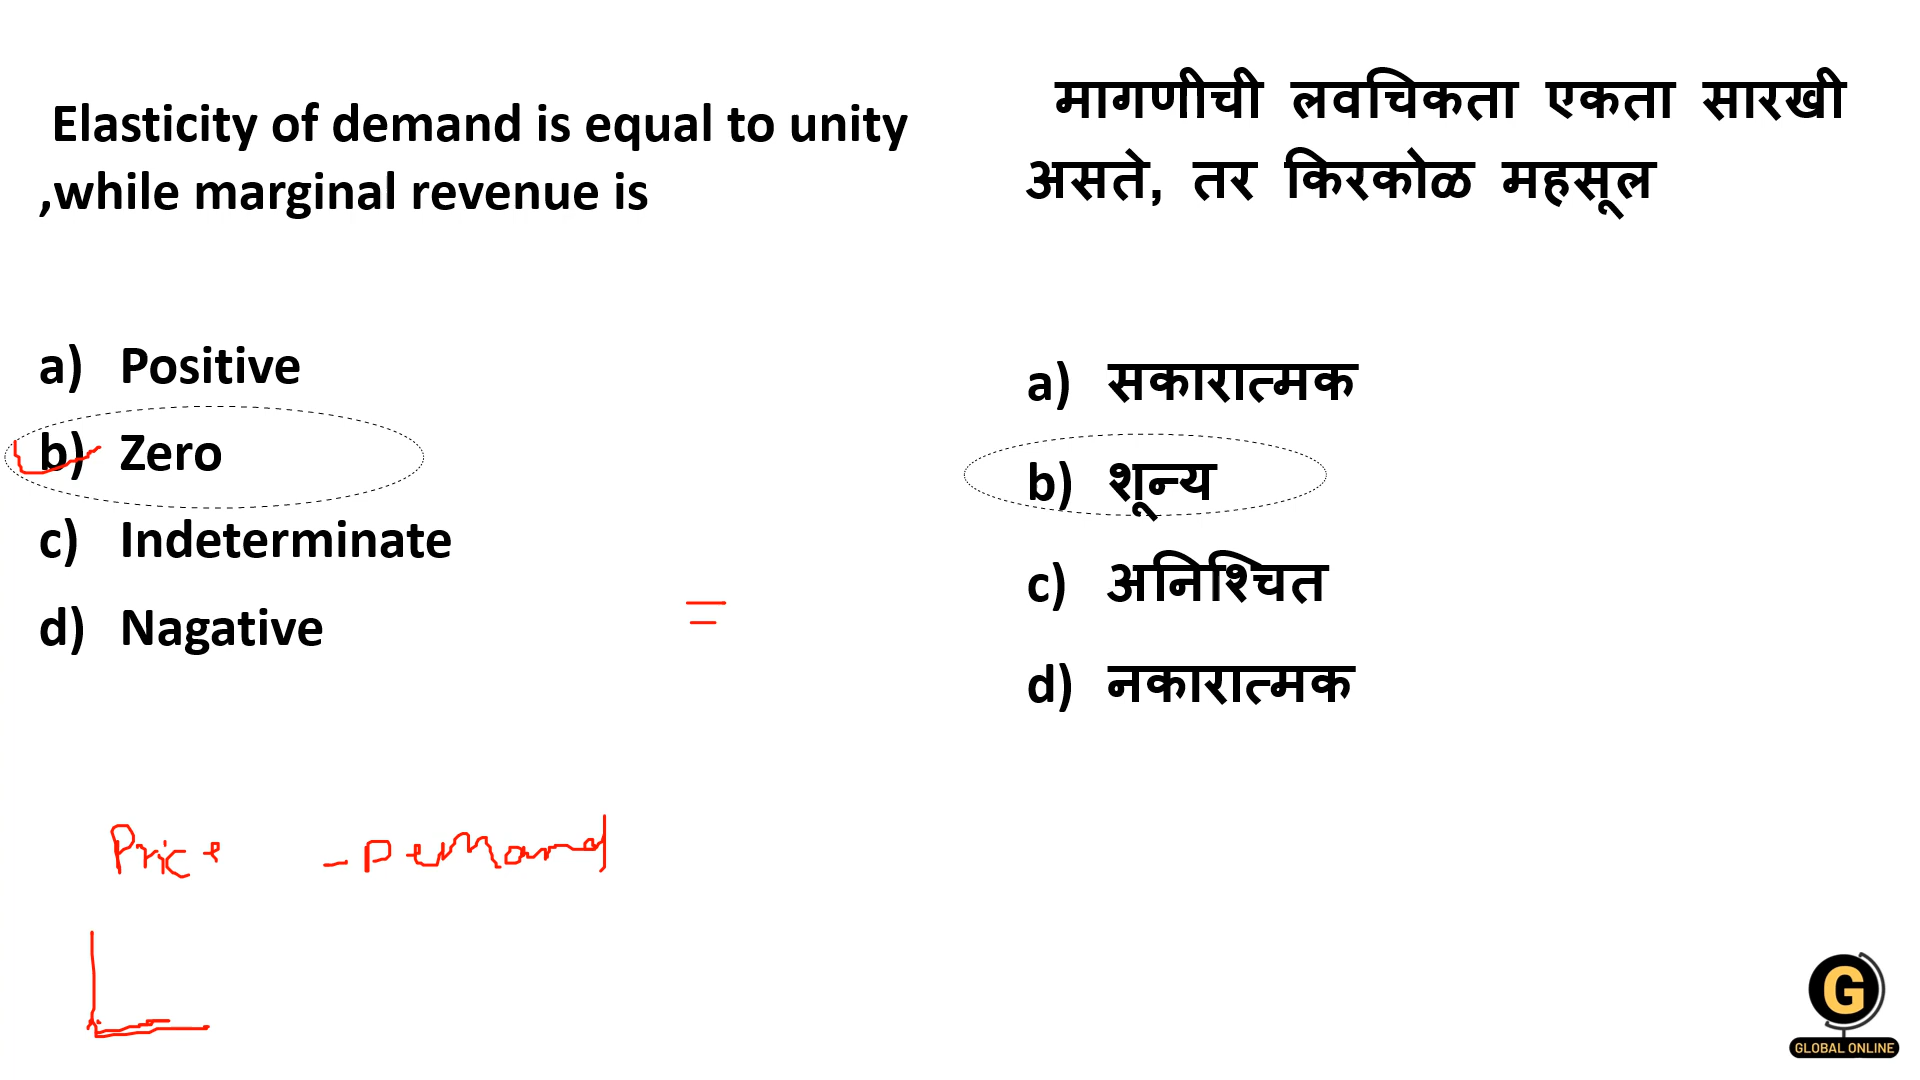 Elasticity of demand is equal to unity
,while marginal revenue is
a) Positive
b) Zero
c) Indeterminate
d) Nagative
Price - Demand
मागणीची लवचिकता एकता सारखी
असते, तर किरकोळ महसूल
a) सकारात्मक
b) शून्य
c) अनिश्चित
d) नकारात्मक
G
GLOBAL ONLINE